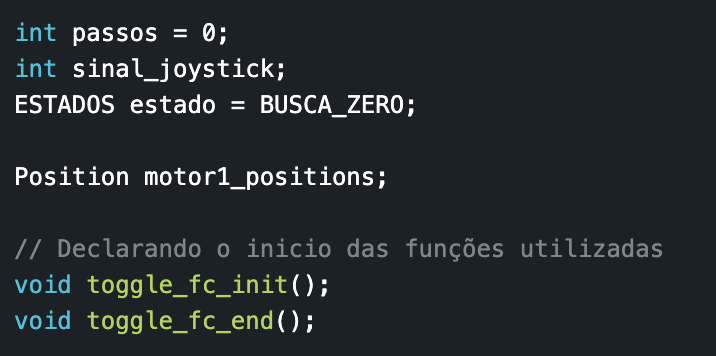 int passos = 0;
int sinal_joystick;
ESTADOS estado = BUSCA_ZERO;
Position motor1_positions;
// Declarando o inicio das funções utilizadas
void toggle_fc_init();
void toggle_fc_end();